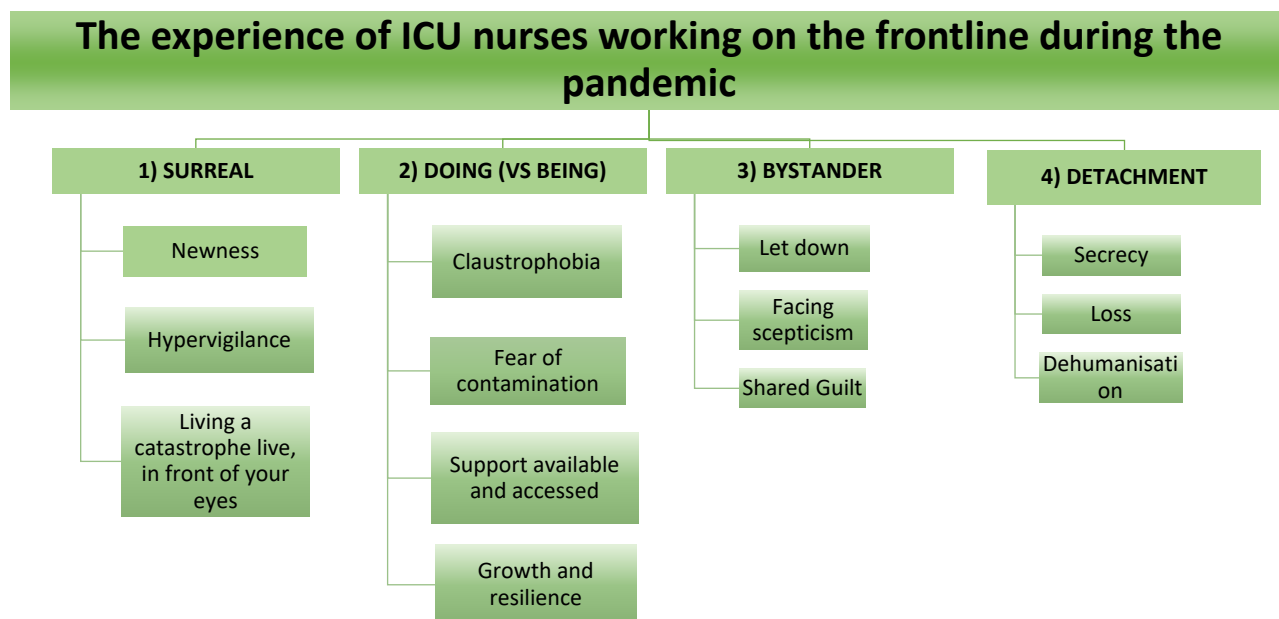 The experience of ICU nurses working on the frontline during the
pandemic
1) SURREAL
Newness
Hypervigilance
Living a
catastrophe live,
in front of your
eyes
2) DOING (VS BEING)
Claustrophobia
Fear of
contamination
Support available
and accessed
Growth and
resilience
3) BYSTANDER
Let down
Facing
scepticism
Shared Guilt
4) DETACHMENT
Secrecy
Loss
Dehumanisati
on